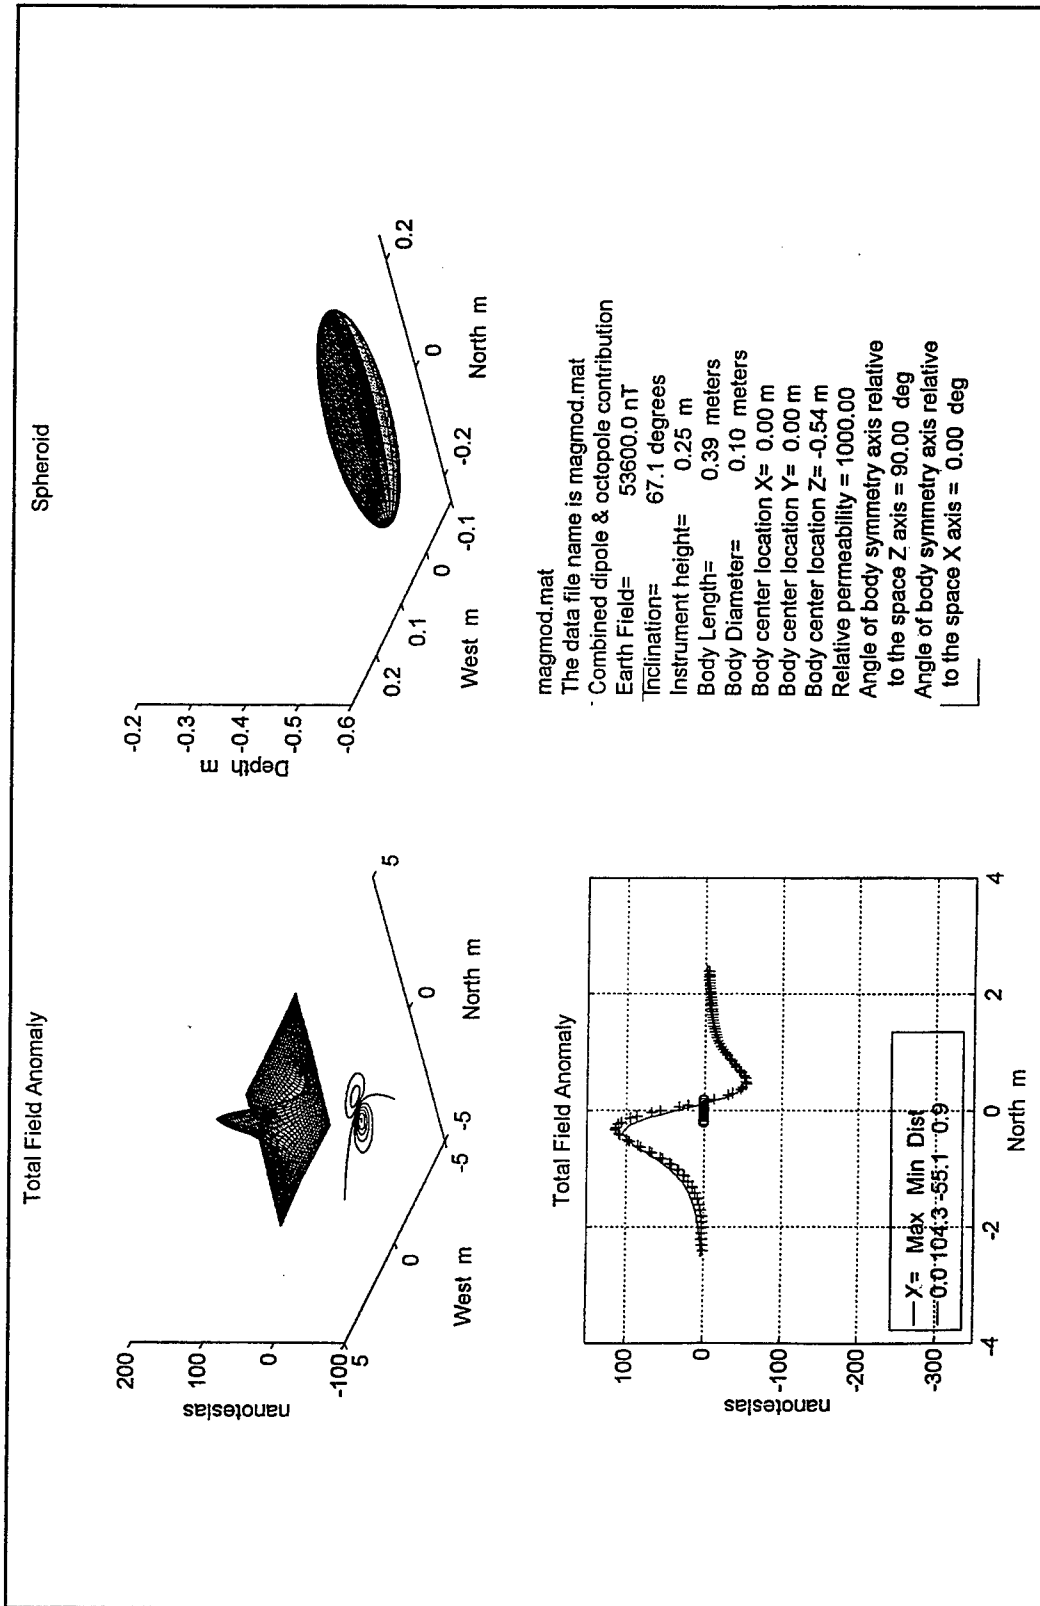 Total Field Anomaly
200
100
0
-100
nanoteslas
5
0
-5
West m
-5
0
5
North m
Spheroid
-0.2
-0.3
-0.4
-0.5
-0.6
Depth m
0.2
0.1
0
-0.1
West m
-0.2
0
0.2
North m
Total Field Anomaly
100
0
-100
-200
-300
nanoteslas
X= Max Min Dist
0.0 104.3 -55.1 0.9
-4
-2
0
2
4
North m
magmod.mat
The data file name is magmod.mat
Combined dipole & octopole contribution
Earth Field= 53600.0 nT
Inclination= 67.1 degrees
Instrument height= 0.25 m
Body Length= 0.39 meters
Body Diameter= 0.10 meters
Body center location X= 0.00 m
Body center location Y= 0.00 m
Body center location Z= -0.54 m
Relative permeability = 1000.00
Angle of body symmetry axis relative
to the space Z axis = 90.00 deg
Angle of body symmetry axis relative
to the space X axis = 0.00 deg